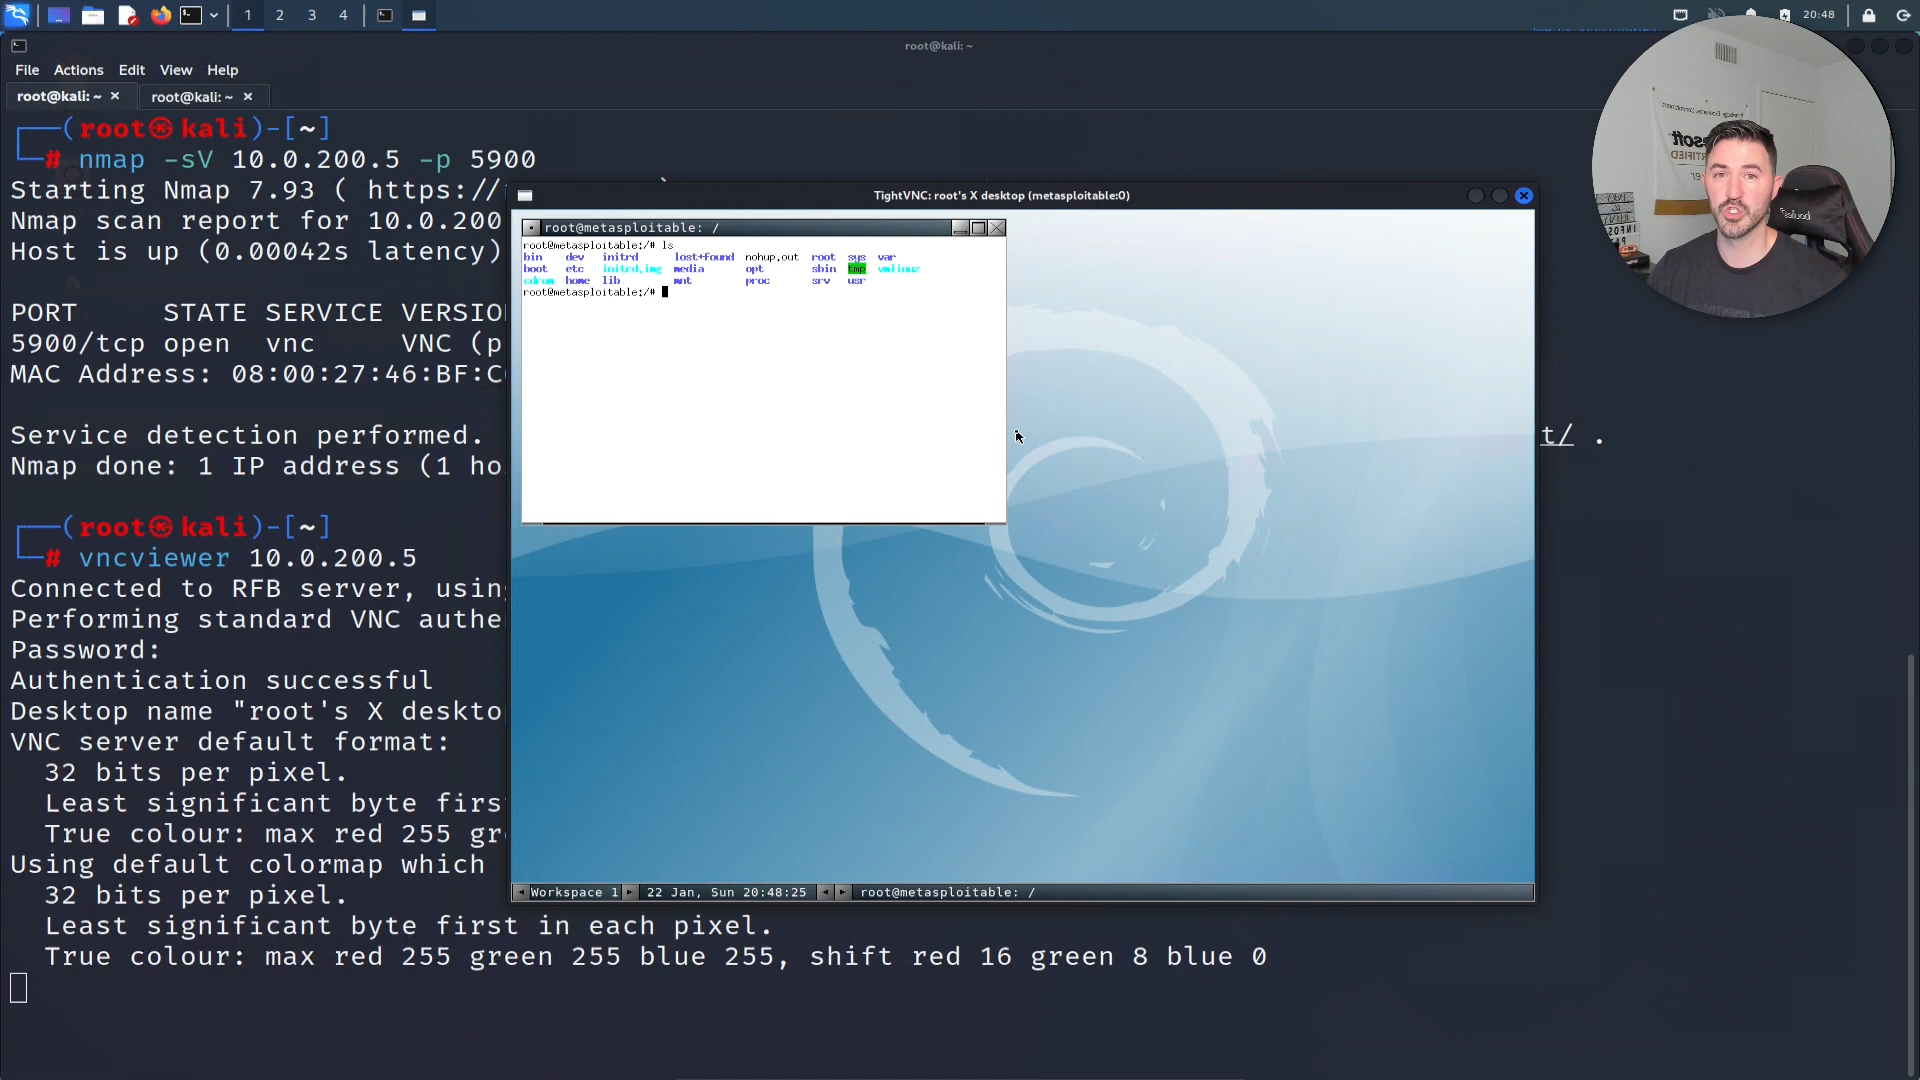 1 2 3 4
20:48
root@kali: ~
File Actions Edit View Help
root@kali: ~ × root@kali: ~ ×
┌──(root㉿kali)-[~]
└─# nmap -sV 10.0.200.5 -p 5900
Starting Nmap 7.93 ( https://
Nmap scan report for 10.0.200
Host is up (0.00042s latency)
PORT STATE SERVICE VERSIO
5900/tcp open vnc VNC (p
MAC Address: 08:00:27:46:BF:C
Service detection performed. t/ .
Nmap done: 1 IP address (1 ho
┌──(root㉿kali)-[~]
└─# vncviewer 10.0.200.5
Connected to RFB server, usin
Performing standard VNC authe
Password:
Authentication successful
Desktop name "root's X deskto
VNC server default format:
32 bits per pixel.
Least significant byte firs
True colour: max red 255 gr
Using default colormap which
32 bits per pixel.
Least significant byte first in each pixel.
True colour: max red 255 green 255 blue 255, shift red 16 green 8 blue 0
TightVNC: root's X desktop (metasploitable:0)
root@metasploitable: /
root@metasploitable:/# ls
bin dev initrd lost+found nohup.out root sys var
boot etc initrd.img media opt sbin tmp vmlinuz
cdrom home lib mnt proc srv usr
root@metasploitable:/#
Workspace 1 22 Jan, Sun 20:48:25 root@metasploitable: /